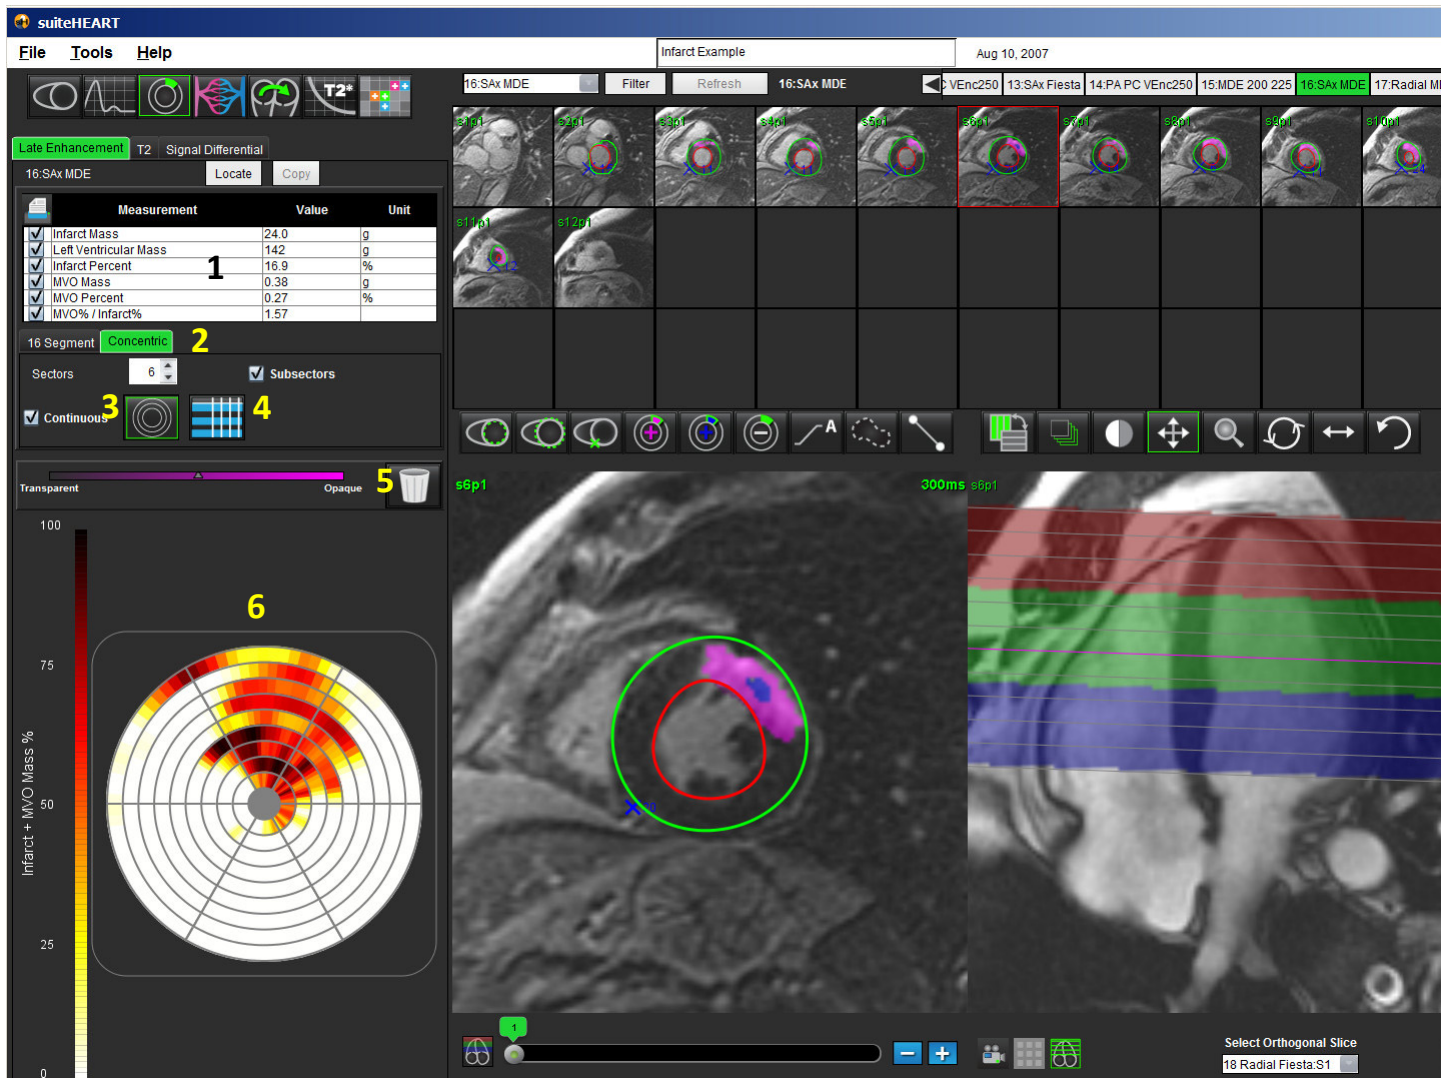 suiteHEART
File Tools Help
Infarct Example
Aug 10, 2007
T2*
16:SAx MDE
Filter
Refresh
16:SAx MDE
VEnc250
13:SAx Fiesta
14:PA PC VEnc250
15:MDE 200 225
16:SAx MDE
17:Radial M
s1p1 s2p1 s3p1 s4p1 s5p1 s6p1 s7p1 s8p1 s9p1 s10p1
s11p1 s12p1
Late Enhancement T2 Signal Differential
16:SAx MDE Locate Copy
Measurement Value Unit
Infarct Mass 24.0 g
Left Ventricular Mass 142 g
Infarct Percent 16.9 %
MVO Mass 0.38 g
MVO Percent 0.27 %
MVO% / Infarct% 1.57
1
16 Segment Concentric 2
Sectors 6 Subsectors
Continuous 3 4
Transparent Opaque 5
A
100
75
50
25
0
Infarct + MVO Mass %
6
s6p1 300ms
s6p1
1
Select Orthogonal Slice
18 Radial Fiesta:S1